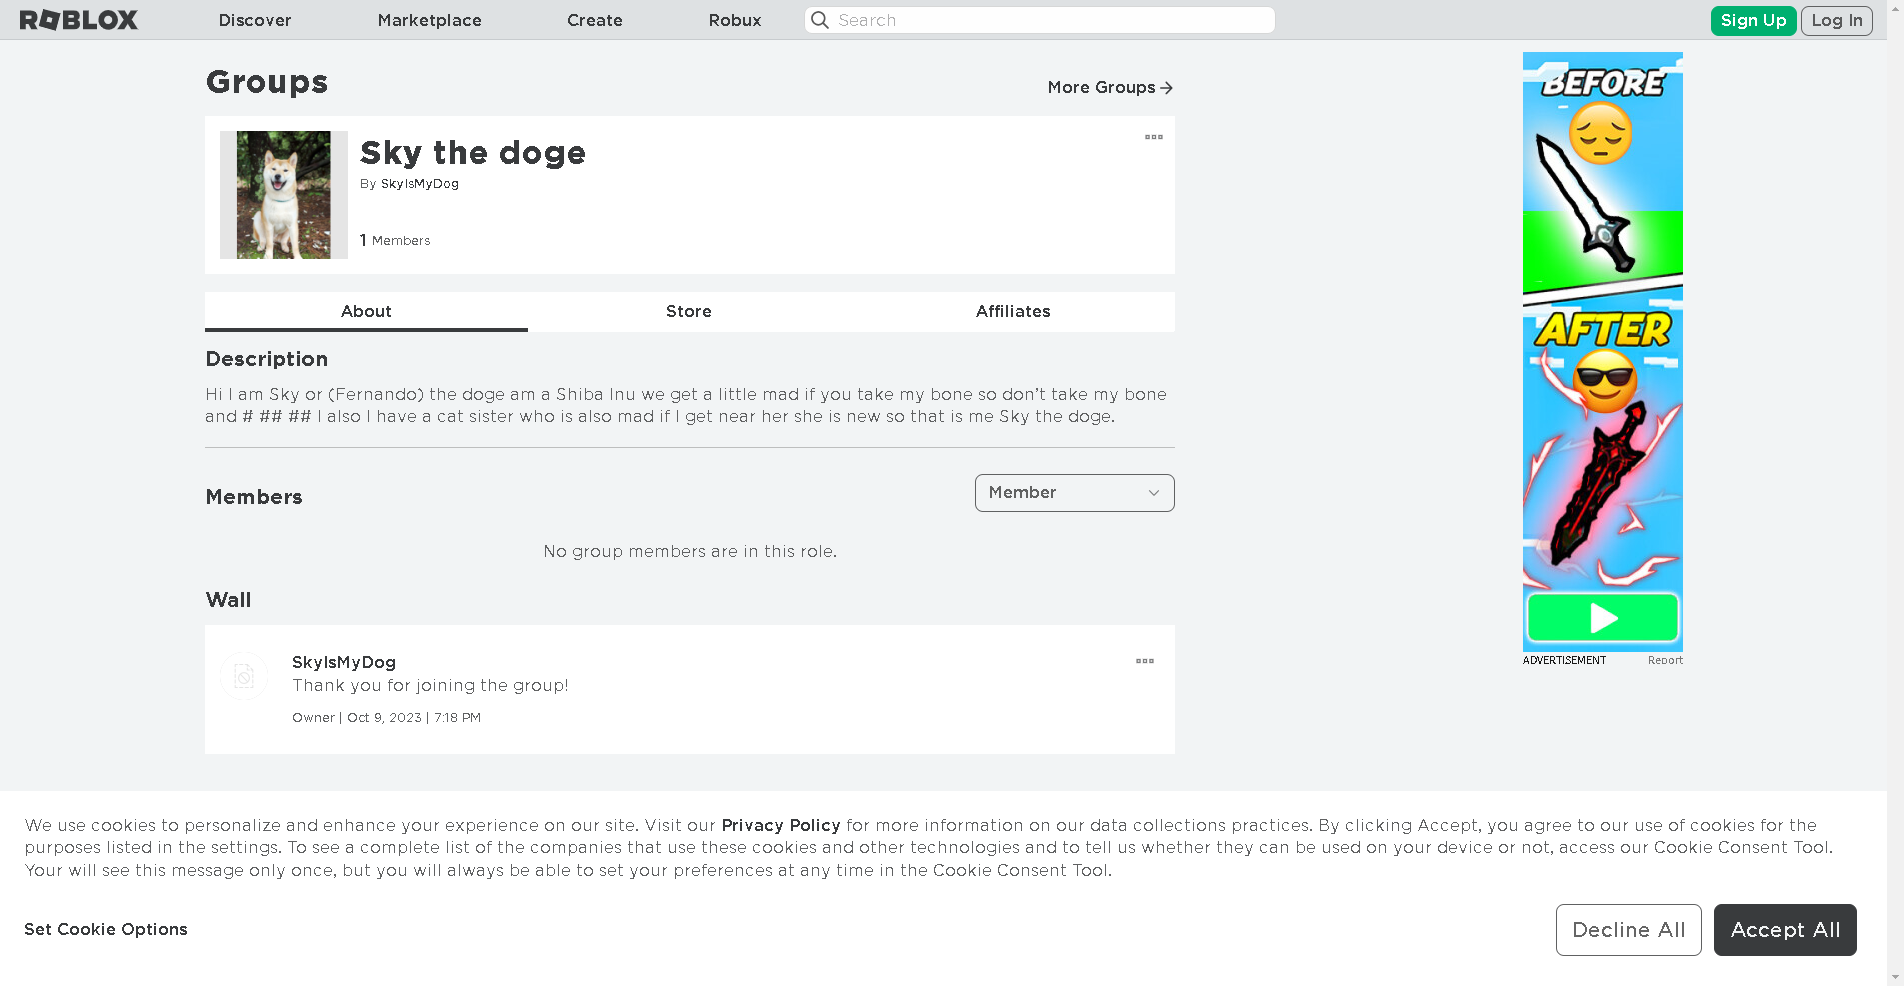 ROBLOX
Discover
Marketplace
Create
Robux
Search
Sign Up
Log In
Groups
More Groups
Sky the doge
By SkyIsMyDog
1 Members
About
Store
Affiliates
Description
Hi I am Sky or (Fernando) the doge am a Shiba Inu we get a little mad if you take my bone so don’t take my bone
and # ## ## I also I have a cat sister who is also mad if I get near her she is new so that is me Sky the doge.
Members
Member
No group members are in this role.
Wall
SkyIsMyDog
Thank you for joining the group!
Owner | Oct 9, 2023 | 7:18 PM
BEFORE
AFTER
ADVERTISEMENT
Report
We use cookies to personalize and enhance your experience on our site. Visit our Privacy Policy for more information on our data collections practices. By clicking Accept, you agree to our use of cookies for the
purposes listed in the settings. To see a complete list of the companies that use these cookies and other technologies and to tell us whether they can be used on your device or not, access our Cookie Consent Tool.
Your will see this message only once, but you will always be able to set your preferences at any time in the Cookie Consent Tool.
Set Cookie Options
Decline All
Accept All